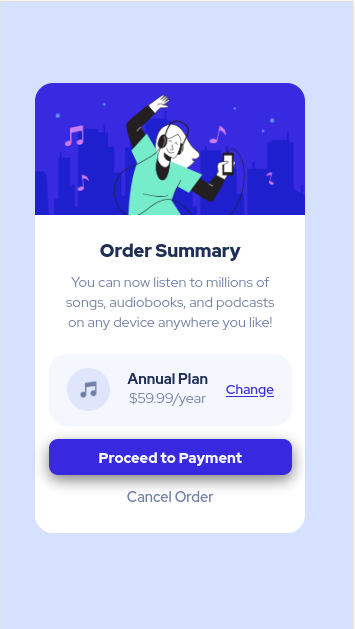 Order Summary
You can now listen to millions of
songs, audiobooks, and podcasts
on any device anywhere you like!
Annual Plan
$59.99/year
Change
Proceed to Payment
Cancel Order